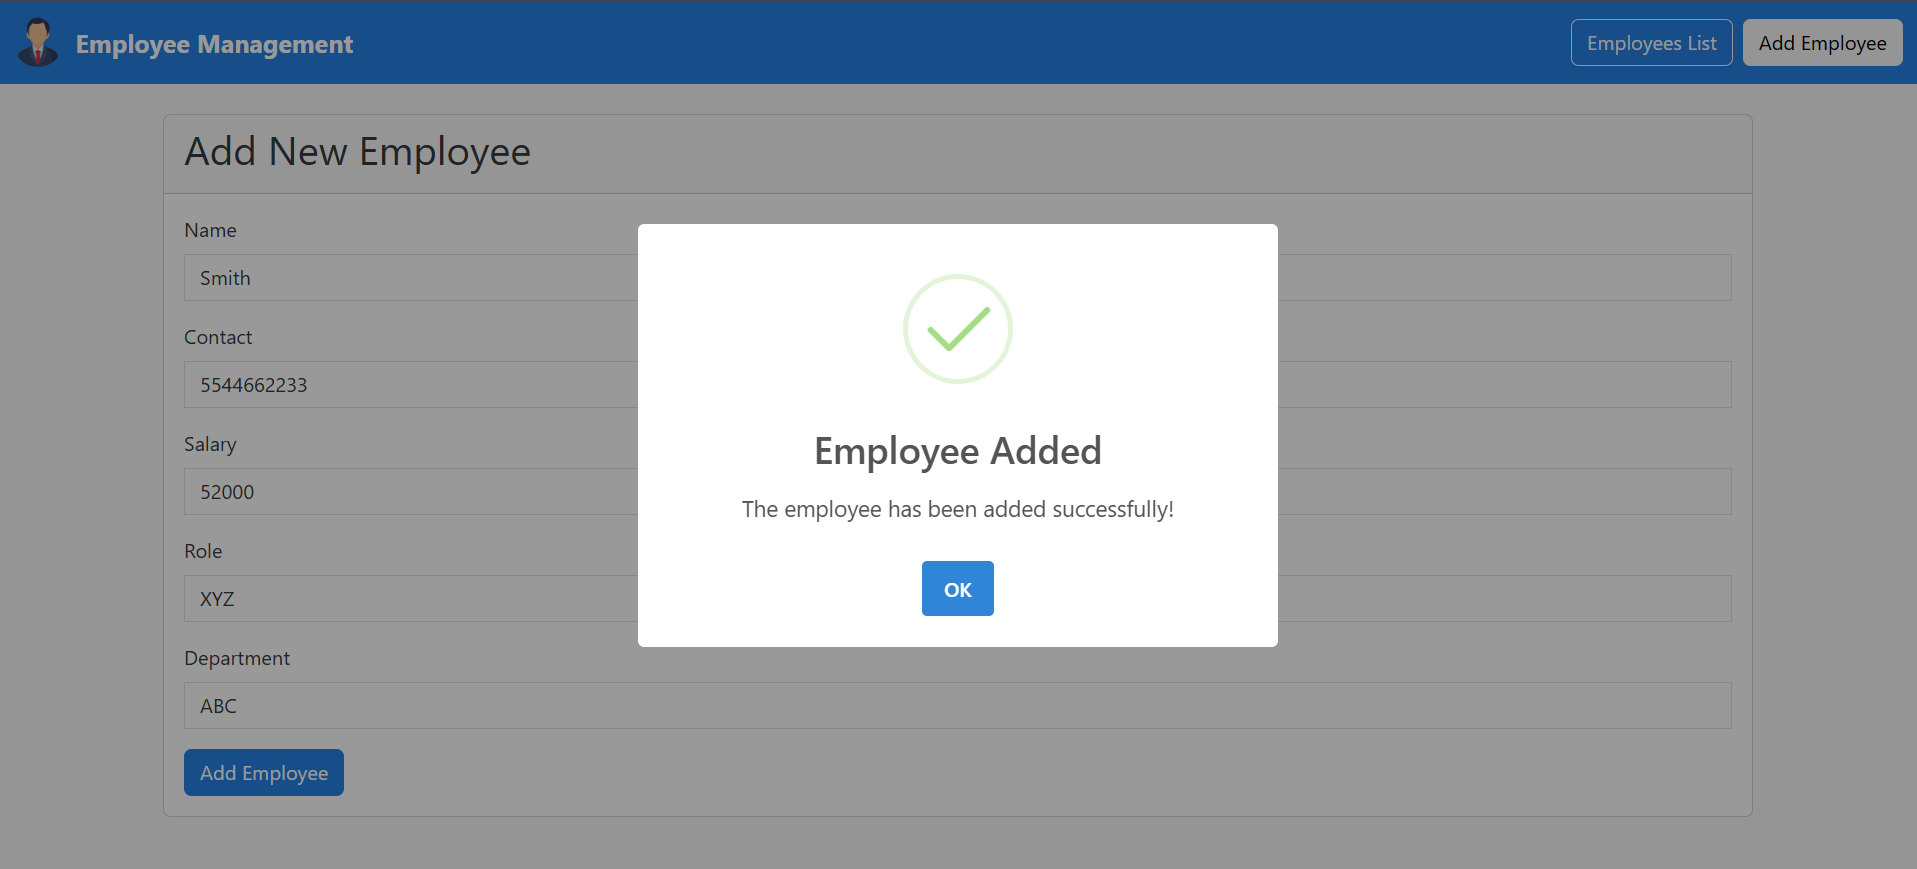 Employee Management
Employees List
Add Employee
Add New Employee
Name
Smith
Contact
5544662233
Salary
52000
Role
XYZ
Department
ABC
Add Employee
Employee Added
The employee has been added successfully!
OK